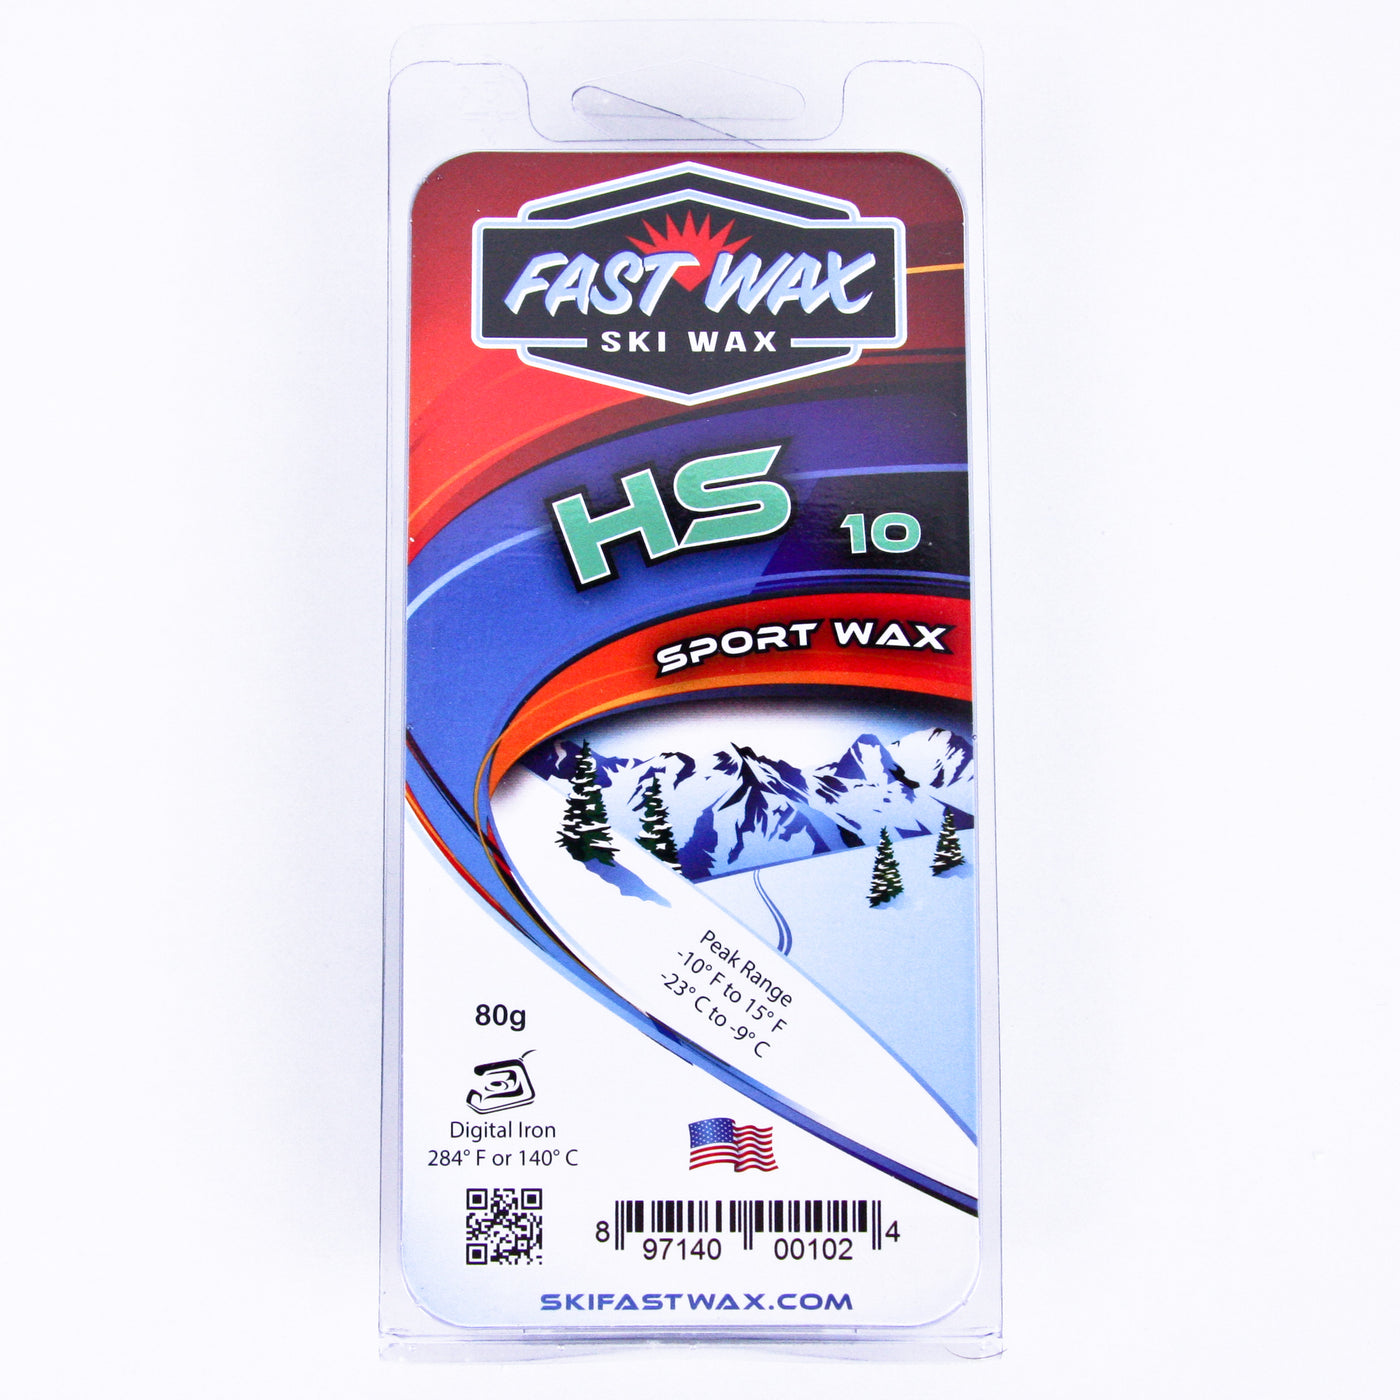 FAST WAX
SKI WAX
HS 10
SPORT WAX
Peak Range
-10° F to 15° F
-23° C to -9° C
80g
Digital Iron
284° F or 140° C
8 97140 00102 4
SKIFASTWAX.COM